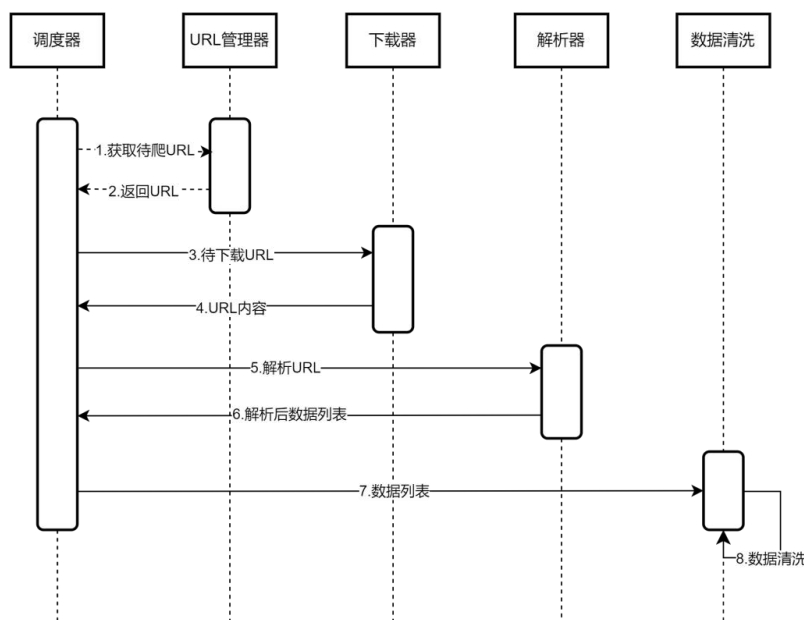 调度器
URL管理器
下载器
解析器
数据清洗
1.获取待爬URL
2.返回URL
3.待下载URL
4.URL内容
5.解析URL
6.解析后数据列表
7.数据列表
8.数据清洗